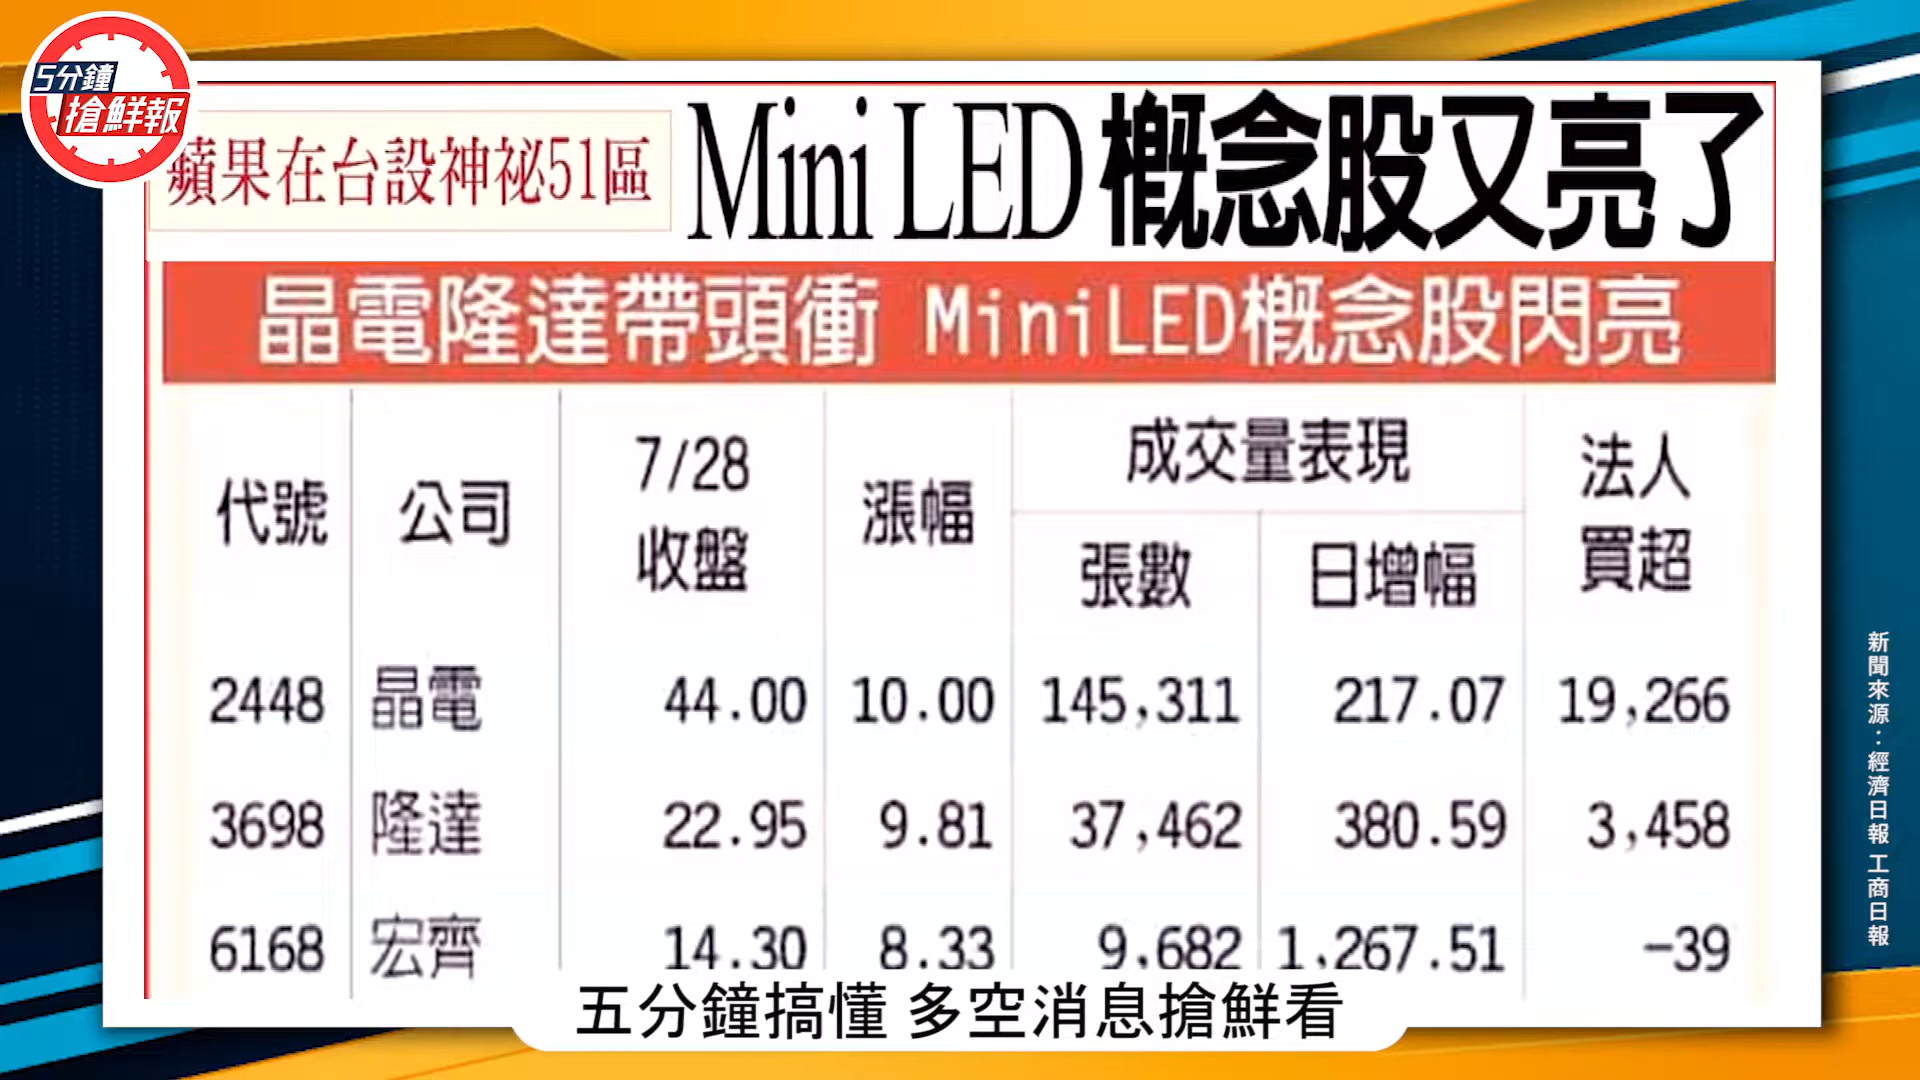 5分鐘
搶鮮報
蘋果在台設神祕51區
Mini LED 概念股又亮了
晶電隆達帶頭衝 MiniLED概念股閃亮
代號 公司 7/28收盤 漲幅 成交量表現 法人買超
張數 日增幅
2448 晶電 44.00 10.00 145,311 217.07 19,266
3698 隆達 22.95 9.81 37,462 380.59 3,458
6168 宏齊 14.30 8.33 9,682 1,267.51 -39
五分鐘搞懂 多空消息搶鮮看
新聞來源：經濟日報 工商日報